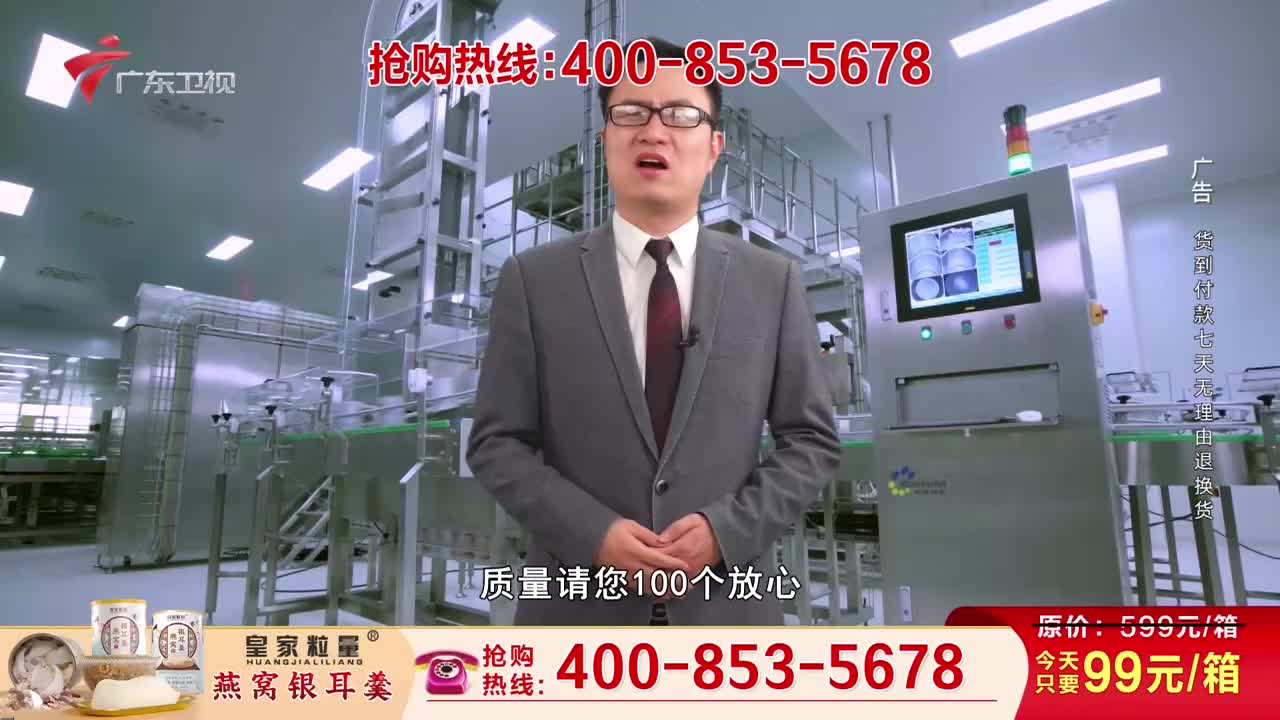 抢购热线:400-853-5678
广东卫视
广告 货到付款七天无理由退换货
质量请您100个放心
皇家粒量®
HUANGJIALILIANG
燕窝银耳羹
抢购
热线:
400-853-5678
原价：599元/箱
今天
只要
99元/箱